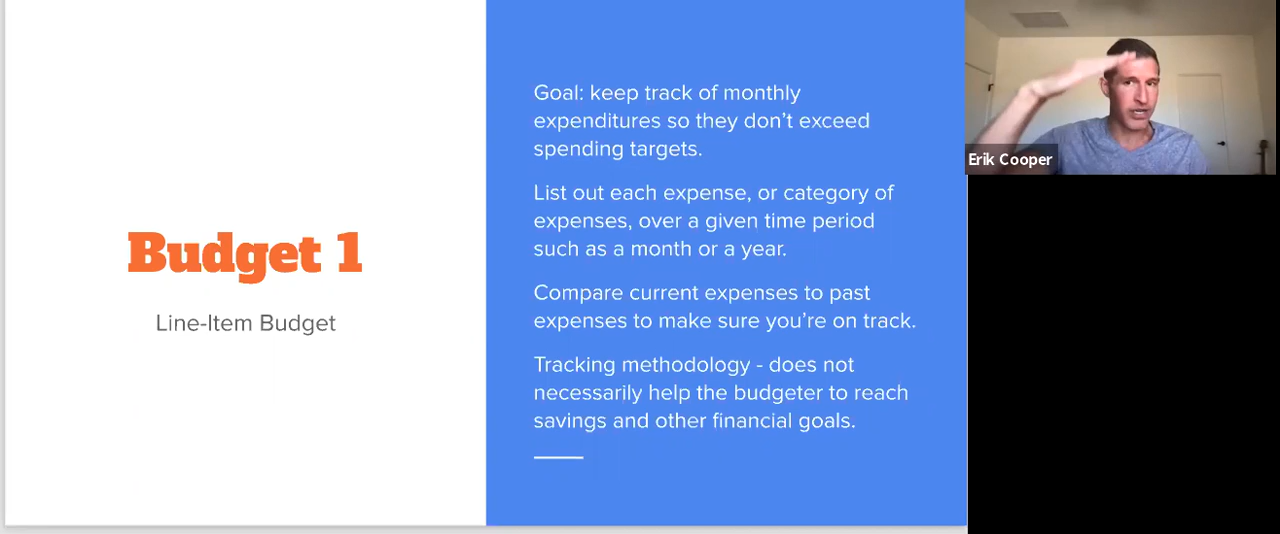 Budget 1
Line-Item Budget
Goal: keep track of monthly
expenditures so they don’t exceed
spending targets.
List out each expense, or category of
expenses, over a given time period
such as a month or a year.
Compare current expenses to past
expenses to make sure you’re on track.
Tracking methodology - does not
necessarily help the budgeter to reach
savings and other financial goals.
Erik Cooper